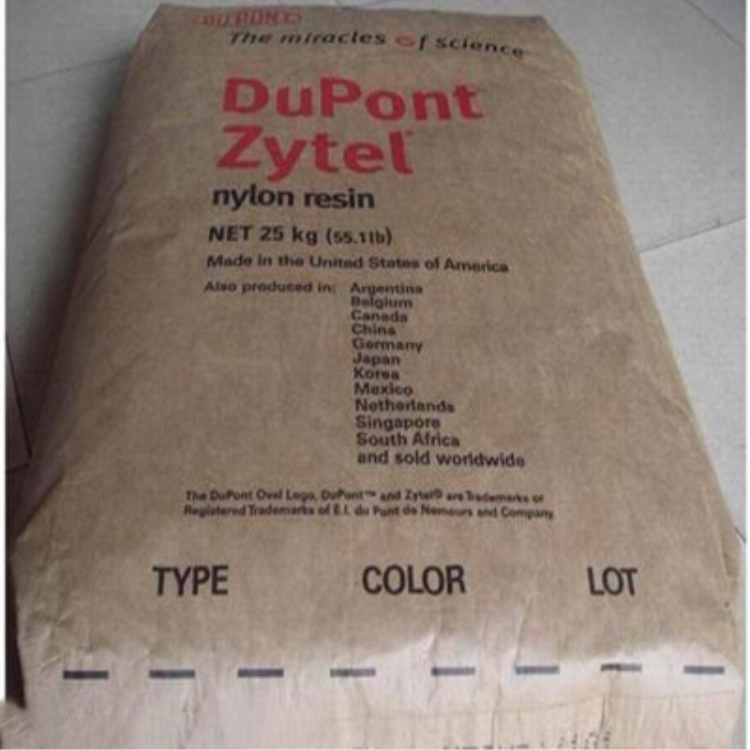 DU PONT
The miracles of science
DuPont
Zytel
nylon resin
NET 25 kg (55.1lb)
Made in the United States of America
Also produced in: Argentina
Belgium
Canada
China
Germany
Japan
Korea
Mexico
Netherlands
Singapore
South Africa
and sold worldwide
The DuPont Oval Logo, DuPont™ and Zytel® are Trademarks or
Registered Trademarks of E.I. du Pont de Nemours and Company
TYPE COLOR LOT